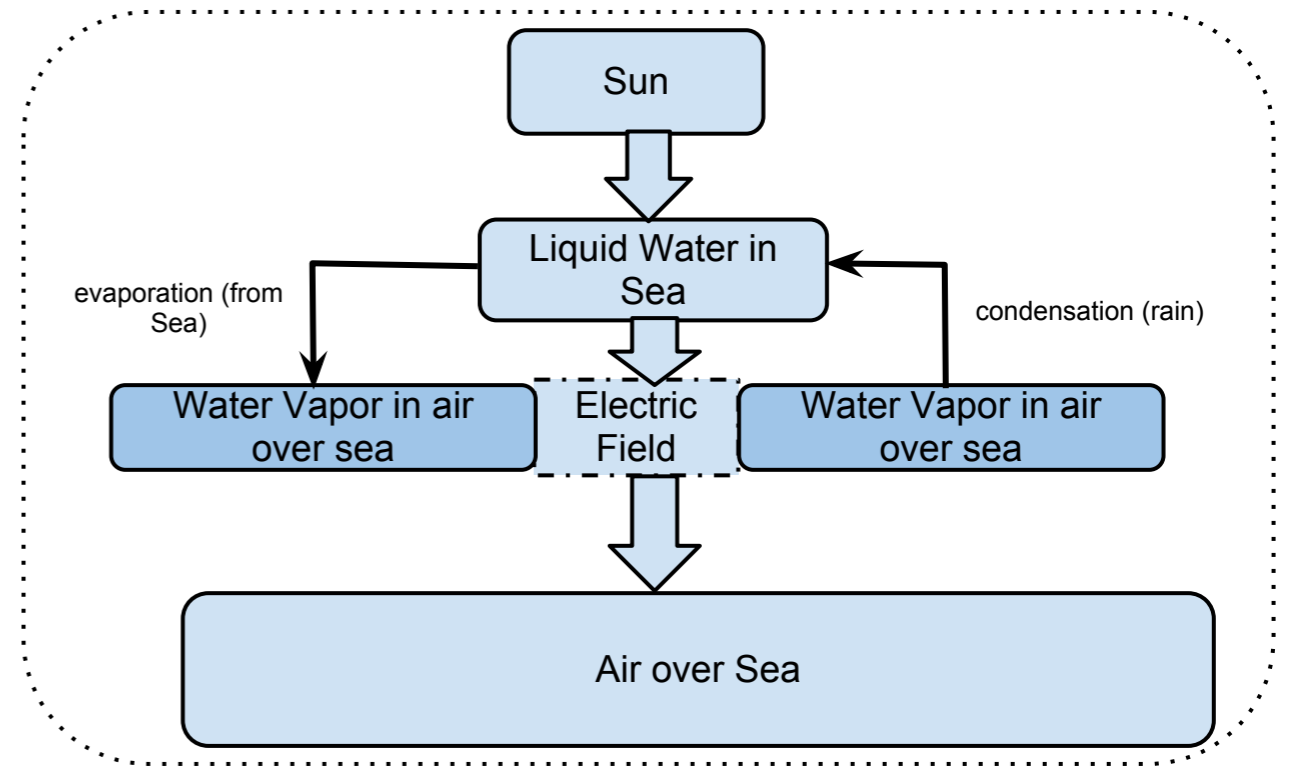 Sun
Liquid Water in
Sea
evaporation (from
Sea)
condensation (rain)
Water Vapor in air
over sea
Electric
Field
Water Vapor in air
over sea
Air over Sea